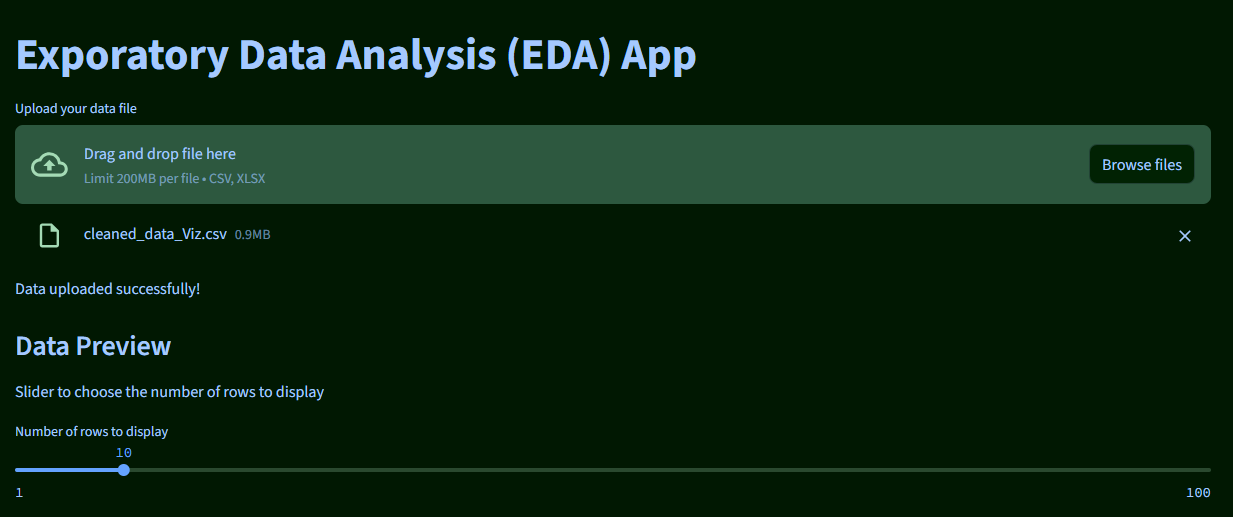 Exporatory Data Analysis (EDA) App
Upload your data file
Drag and drop file here
Limit 200MB per file • CSV, XLSX
Browse files
cleaned_data_Viz.csv 0.9MB
Data uploaded successfully!
Data Preview
Slider to choose the number of rows to display
Number of rows to display
10
1 100